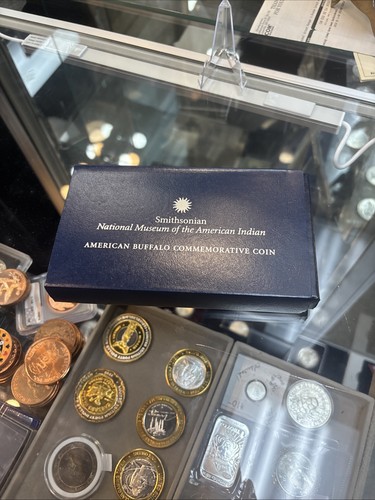 Smithsonian
National Museum of the American Indian
AMERICAN BUFFALO COMMEMORATIVE COIN